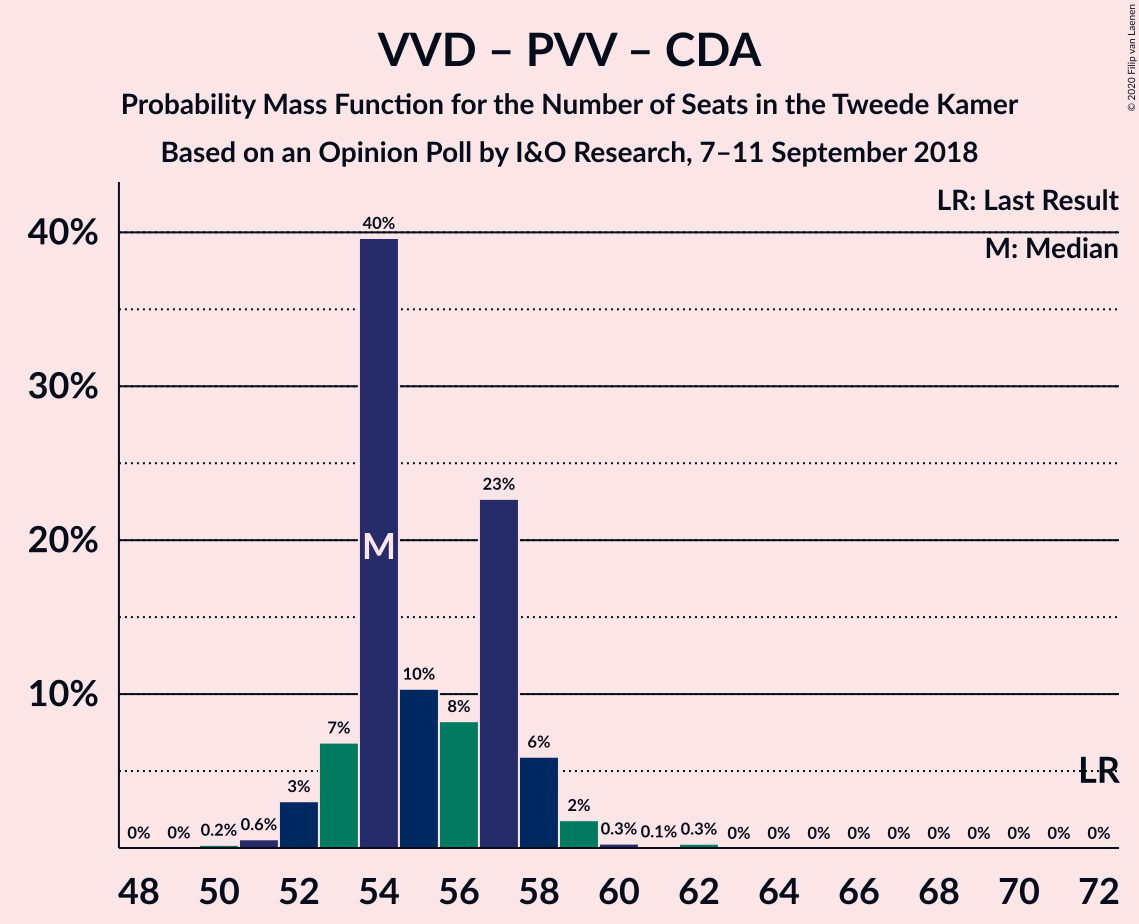 VVD – PVV – CDA
Probability Mass Function for the Number of Seats in the Tweede Kamer
Based on an Opinion Poll by I&O Research, 7–11 September 2018
© 2020 Filip van Laenen
LR: Last Result
M: Median
40%
30%
20%
10%
0% 0% 0.2% 0.6% 3% 7% 40% 10% 8% 23% 6% 2% 0.3% 0.1% 0.3% 0% 0% 0% 0% 0% 0% 0% 0% 0% 0%
M
LR
48 50 52 54 56 58 60 62 64 66 68 70 72